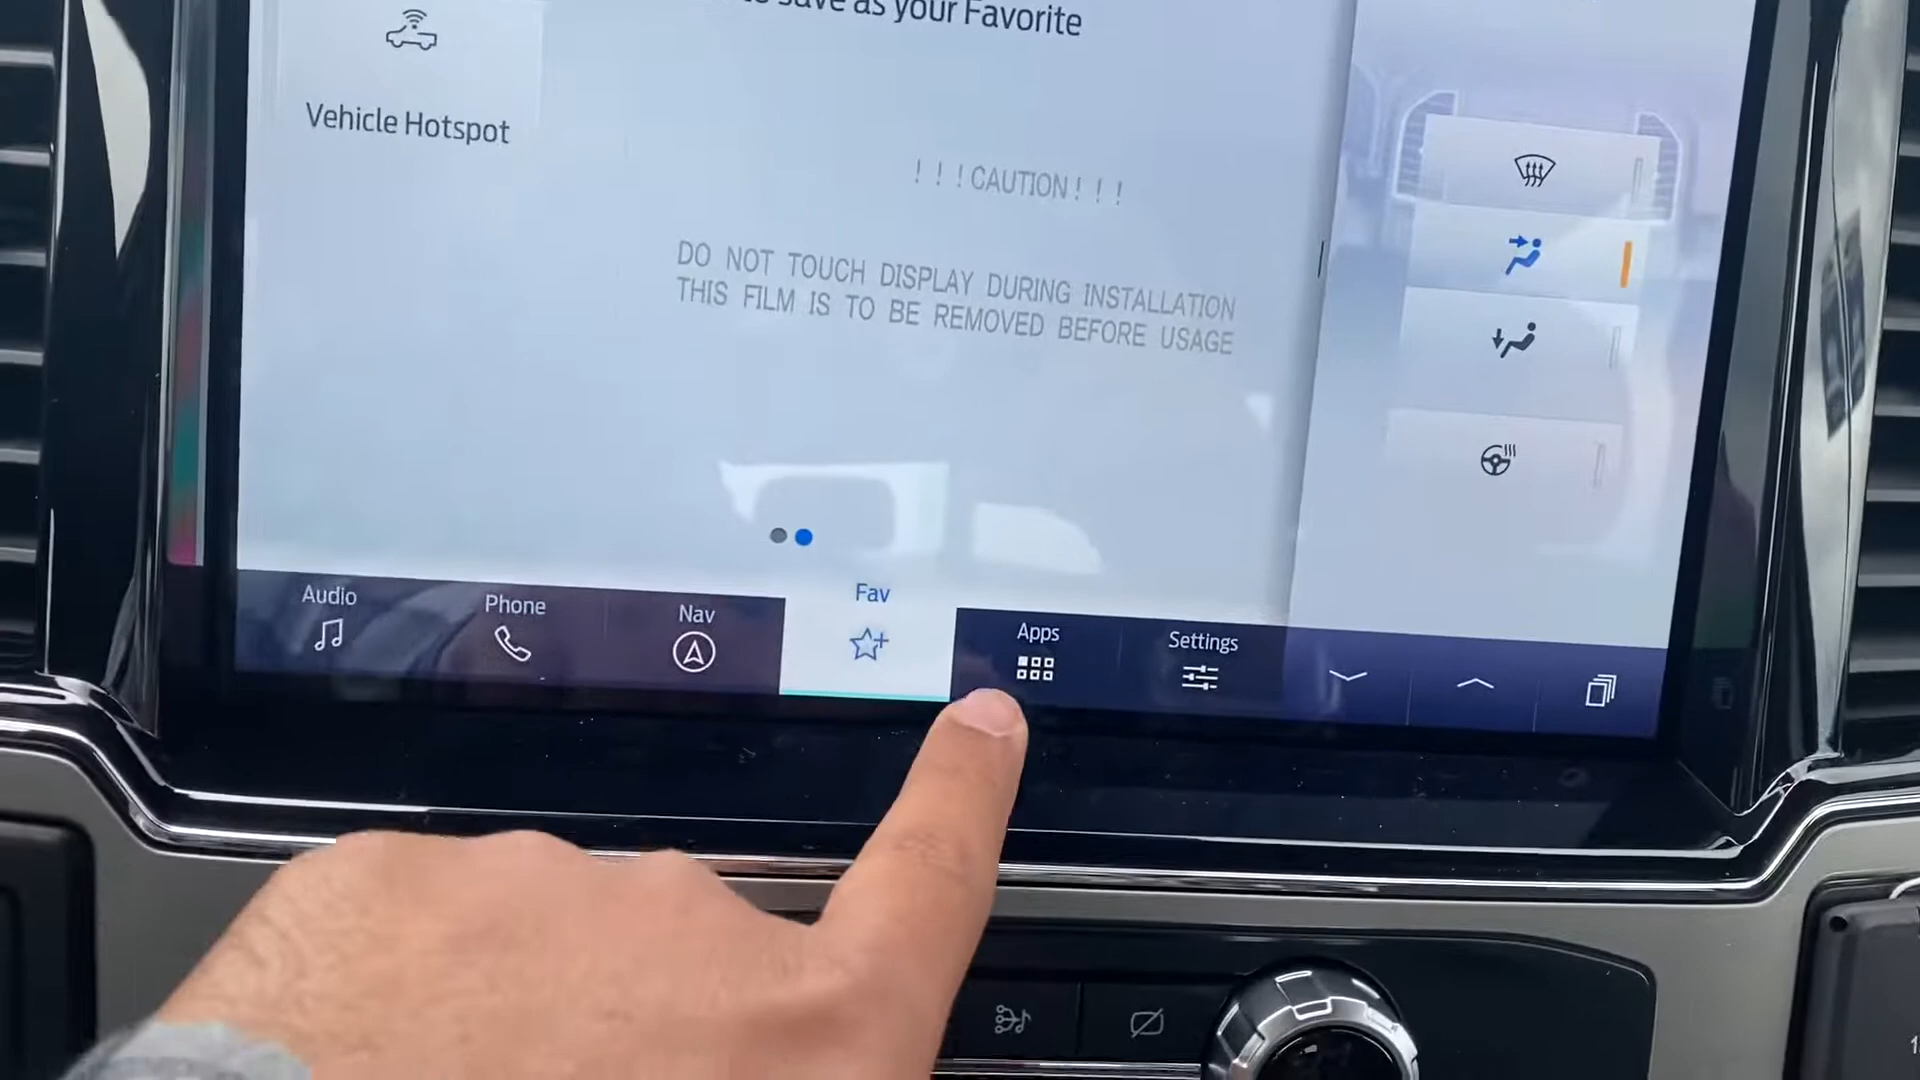 to save as your Favorite
Vehicle Hotspot
!!!CAUTION!!!
DO NOT TOUCH DISPLAY DURING INSTALLATION
THIS FILM IS TO BE REMOVED BEFORE USAGE
Audio
Phone
Nav
Fav
Apps
Settings